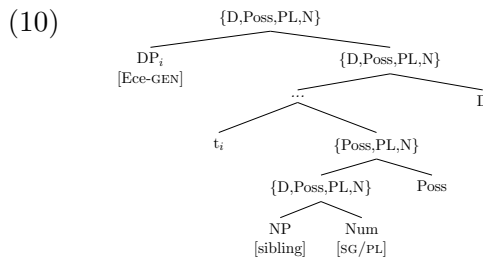 (10)
{D,Poss,PL,N}
DPi {D,Poss,PL,N}
[Ece-GEN]
... D
ti {Poss,PL,N}
{D,Poss,PL,N} Poss
NP Num
[sibling] [SG/PL]